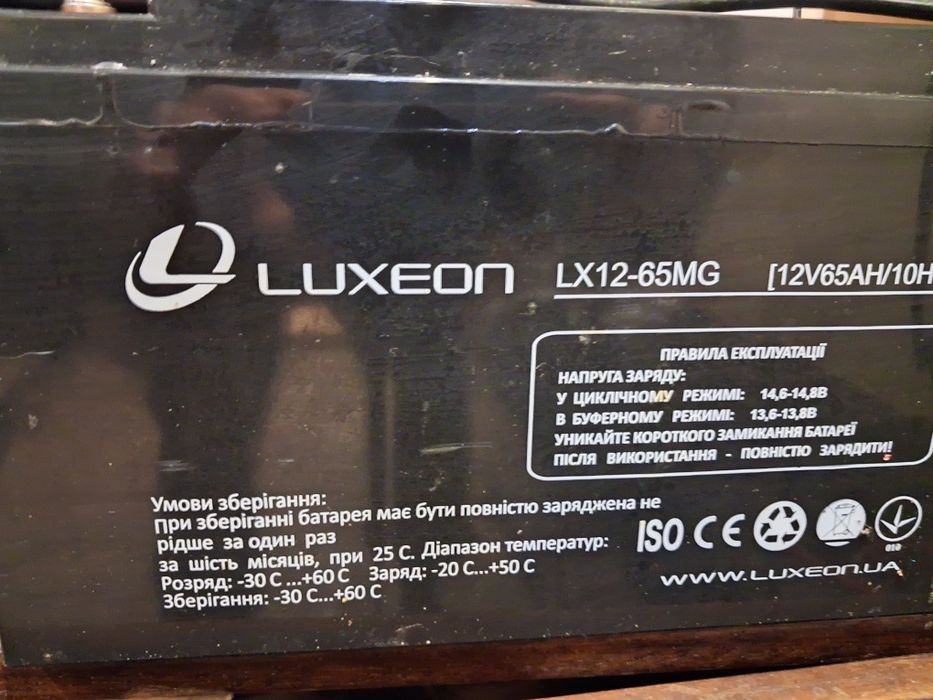 LUXEON LX12-65MG [12V65AH/10H
ПРАВИЛА ЕКСПЛУАТАЦІЇ
НАПРУГА ЗАРЯДУ:
У ЦИКЛІЧНОМУ РЕЖИМІ: 14,6-14,8В
В БУФЕРНОМУ РЕЖИМІ: 13,6-13,8В
УНИКАЙТЕ КОРОТКОГО ЗАМИКАННЯ БАТАРЕЇ
ПІСЛЯ ВИКОРИСТАННЯ - ПОВНІСТЮ ЗАРЯДИТИ!
Умови зберігання:
при зберіганні батарея має бути повністю заряджена не
рідше за один раз
за шість місяців, при 25 С. Діапазон температур:
Розряд: -30 С ...+60 С Заряд: -20 С...+50 С
Зберігання: -30 С...+60 С
ISO CE
010
WWW.LUXEON.UA